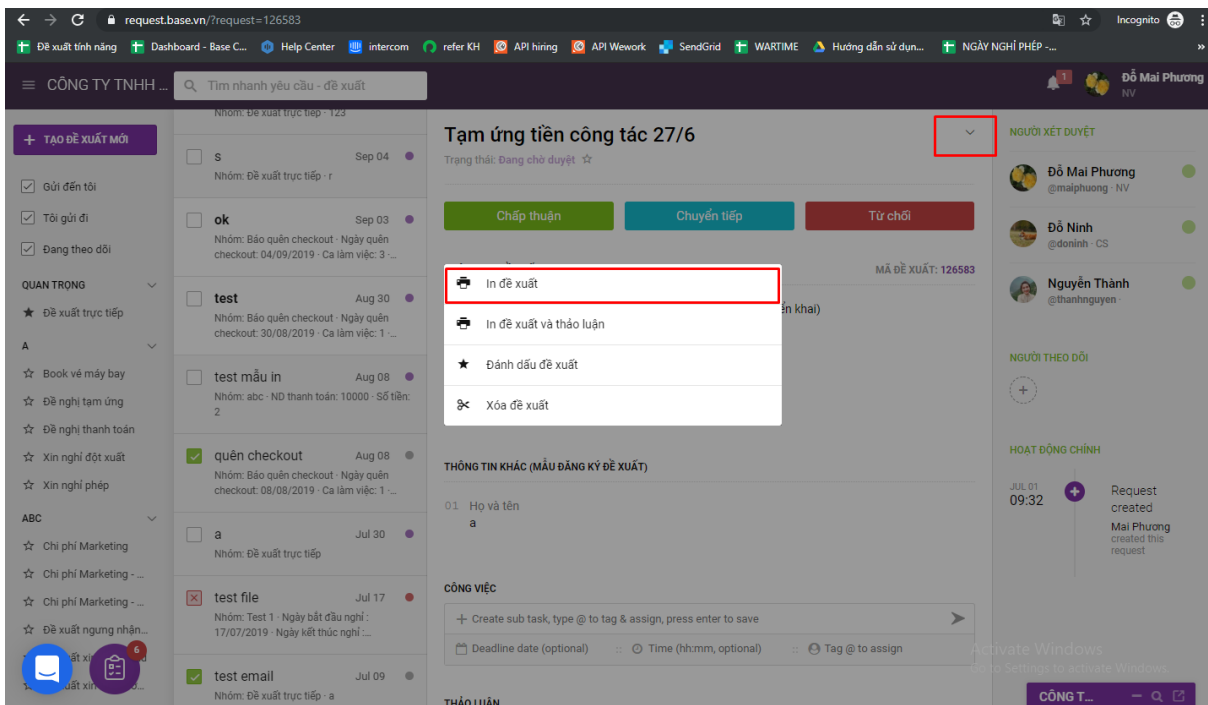 request.base.vn/?request=126583
Incognito
Đề xuất tính năng
Dashboard - Base C...
Help Center
intercom
refer KH
API hiring
API Wework
SendGrid
WARTIME
Hướng dẫn sử dụn...
NGÀY NGHỈ PHÉP -...
»
CÔNG TY TNHH ...
Tìm nhanh yêu cầu - đề xuất
1
Đỗ Mai Phương
NV
+ TẠO ĐỀ XUẤT MỚI
Gửi đến tôi
Tôi gửi đi
Đang theo dõi
QUAN TRỌNG
Đề xuất trực tiếp
A
Book vé máy bay
Đề nghị tạm ứng
Đề nghị thanh toán
Xin nghỉ đột xuất
Xin nghỉ phép
ABC
Chi phí Marketing
Chi phí Marketing - ...
Chi phí Marketing - ...
Đề xuất ngưng nhận...
6
Nhóm: Đề xuất trực tiếp · 123
s
Sep 04
Nhóm: Đề xuất trực tiếp · r
ok
Sep 03
Nhóm: Báo quên checkout · Ngày quên
checkout: 04/09/2019 · Ca làm việc: 3 ·...
test
Aug 30
Nhóm: Báo quên checkout · Ngày quên
checkout: 30/08/2019 · Ca làm việc: 1 ·...
test mẫu in
Aug 08
Nhóm: abc · ND thanh toán: 10000 · Số tiền:
2
quên checkout
Aug 08
Nhóm: Báo quên checkout · Ngày quên
checkout: 08/08/2019 · Ca làm việc: 1 ·...
a
Jul 30
Nhóm: Đề xuất trực tiếp
test file
Jul 17
Nhóm: Test 1 · Ngày bắt đầu nghỉ :
17/07/2019 · Ngày kết thúc nghỉ :...
test email
Jul 09
Nhóm: Đề xuất trực tiếp · a
Tạm ứng tiền công tác 27/6
Trạng thái: Đang chờ duyệt
Chấp thuận
Chuyển tiếp
Từ chối
MÃ ĐỀ XUẤT: 126583
In đề xuất
khai)
In đề xuất và thảo luận
Đánh dấu đề xuất
Xóa đề xuất
THÔNG TIN KHÁC (MẪU ĐĂNG KÝ ĐỀ XUẤT)
01 Họ và tên
a
CÔNG VIỆC
+ Create sub task, type @ to tag & assign, press enter to save
Deadline date (optional) :: Time (hh:mm, optional) :: Tag @ to assign
THẢO LUẬN
NGƯỜI XÉT DUYỆT
Đỗ Mai Phương
@maiphuong · NV
Đỗ Ninh
@doninh · CS
Nguyễn Thành
@thanhnguyen ·
NGƯỜI THEO DÕI
HOẠT ĐỘNG CHÍNH
JUL 01
09:32
Request
created
Mai Phương
created this
request
Activate Windows
Go to Settings to activate Windows.
CÔNG T...